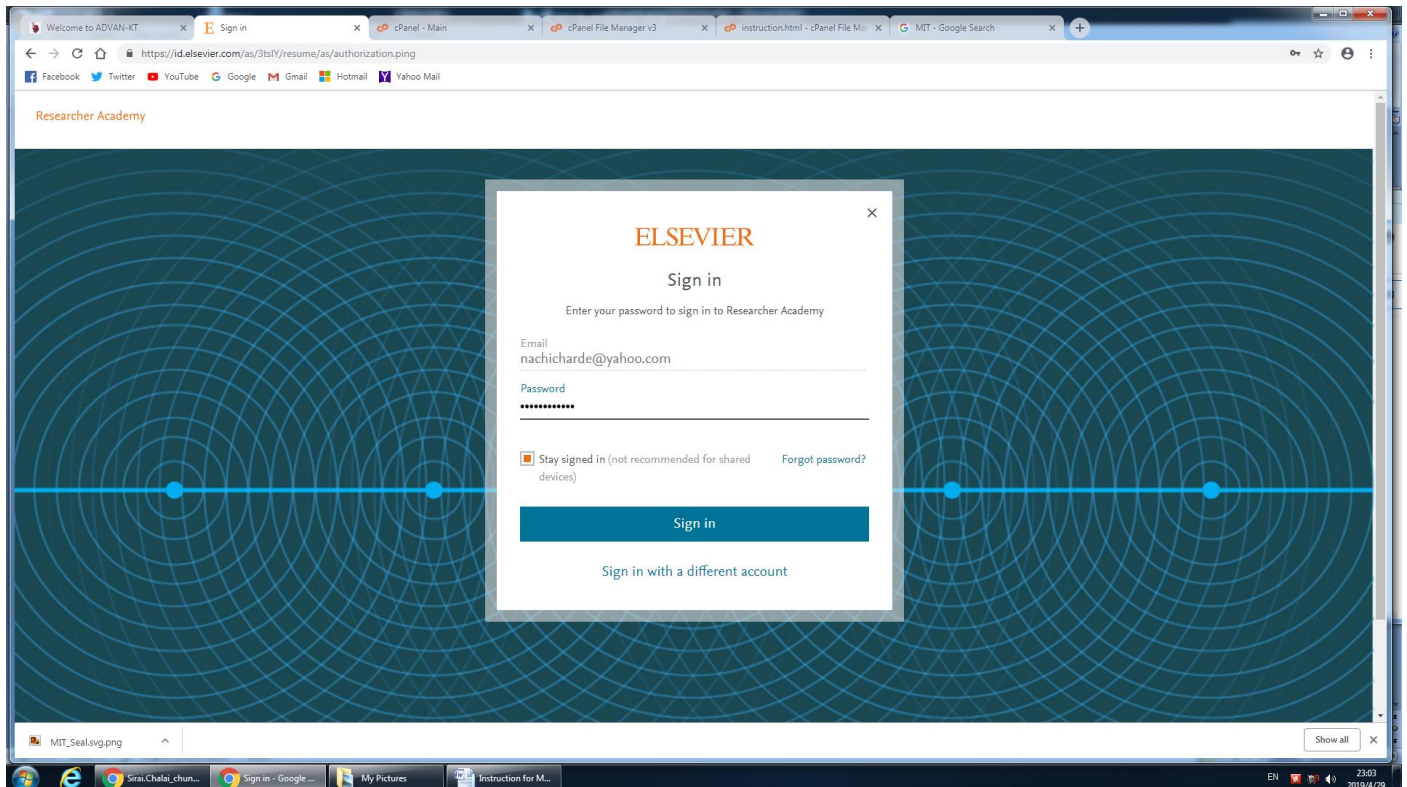 Welcome to ADVAN-KT
Sign in
cPanel - Main
cPanel File Manager v3
instruction.html - cPanel File Ma
MIT - Google Search
https://id.elsevier.com/as/3tslY/resume/as/authorization.ping
Facebook Twitter YouTube Google Gmail Hotmail Yahoo Mail
Researcher Academy
ELSEVIER
Sign in
Enter your password to sign in to Researcher Academy
Email
nachicharde@yahoo.com
Password
••••••••••••
Stay signed in (not recommended for shared
devices)
Forgot password?
Sign in
Sign in with a different account
MIT_Seal.svg.png
Show all
Sirai.Chalai_chun...
Sign in - Google ...
My Pictures
Instruction for M...
EN
23:03
2019/4/29